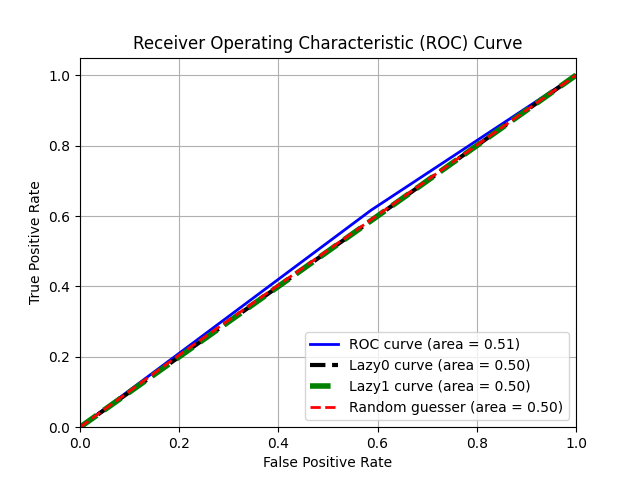 Receiver Operating Characteristic (ROC) Curve
1.0
0.8
0.6
0.4
0.2
0.0
True Positive Rate
ROC curve (area = 0.51)
Lazy0 curve (area = 0.50)
Lazy1 curve (area = 0.50)
Random guesser (area = 0.50)
0.0 0.2 0.4 0.6 0.8 1.0
False Positive Rate